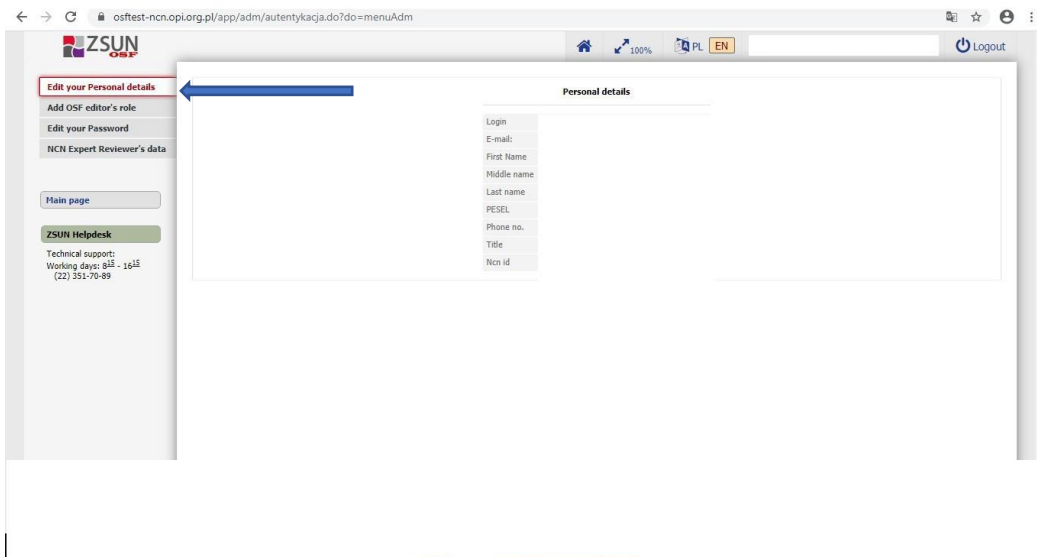 osftest-ncn.opi.org.pl/app/adm/autentykacja.do?do=menuAdm
ZSUN
OSF
100%
PL
EN
Logout
Edit your Personal details
Add OSF editor's role
Edit your Password
NCN Expert Reviewer's data
Main page
ZSUN Helpdesk
Technical support:
Working days: 8¹⁵ - 16¹⁵
(22) 351-70-89
Personal details
Login
E-mail:
First Name
Middle name
Last name
PESEL
Phone no.
Title
Ncn id